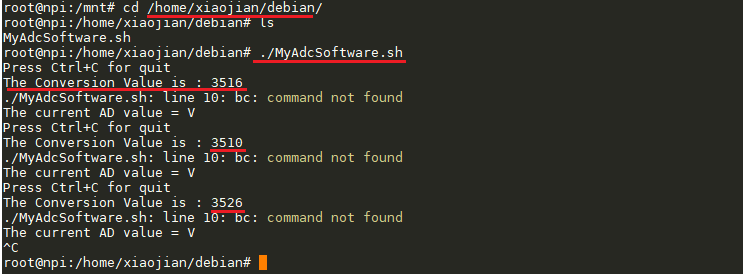 root@npi:/mnt# cd /home/xiaojian/debian/
root@npi:/home/xiaojian/debian# ls
MyAdcSoftware.sh
root@npi:/home/xiaojian/debian# ./MyAdcSoftware.sh
Press Ctrl+C for quit
The Conversion Value is : 3516
./MyAdcSoftware.sh: line 10: bc: command not found
The current AD value = V
Press Ctrl+C for quit
The Conversion Value is : 3510
./MyAdcSoftware.sh: line 10: bc: command not found
The current AD value = V
Press Ctrl+C for quit
The Conversion Value is : 3526
./MyAdcSoftware.sh: line 10: bc: command not found
The current AD value = V
^C
root@npi:/home/xiaojian/debian#